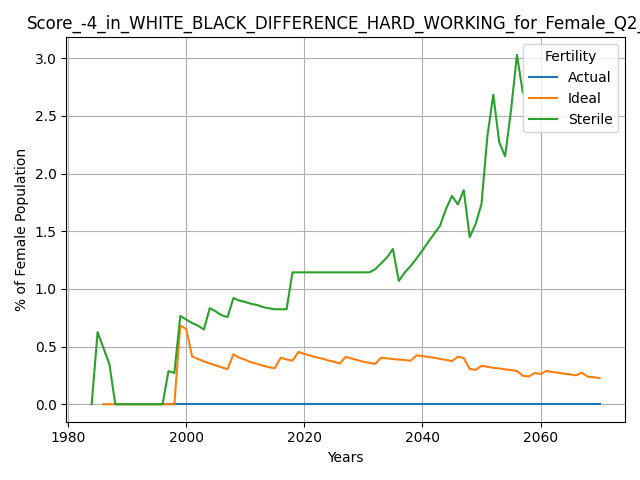 Score_-4_in_WHITE_BLACK_DIFFERENCE_HARD_WORKING_for_Female_Q2_
Fertility
Actual
Ideal
Sterile
% of Female Population
3.0
2.5
2.0
1.5
1.0
0.5
0.0
1980
2000
2020
2040
2060
Years